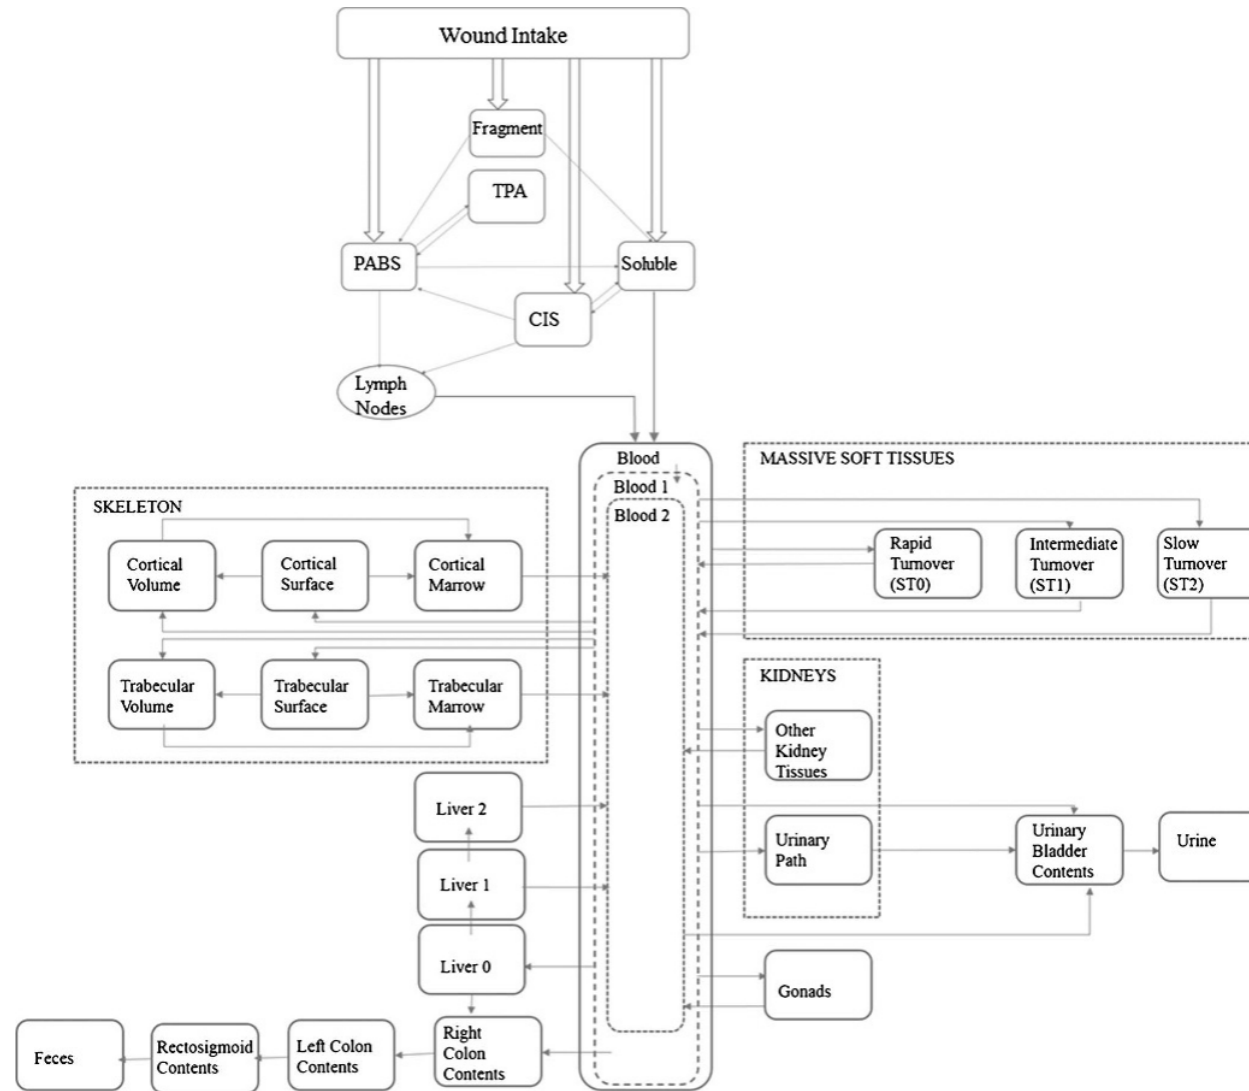 Wound Intake
Fragment
TPA
PABS
Soluble
CIS
Lymph
Nodes
Blood
Blood 1
Blood 2
MASSIVE SOFT TISSUES
Rapid
Turnover
(ST0)
Intermediate
Turnover
(ST1)
Slow
Turnover
(ST2)
SKELETON
Cortical
Volume
Cortical
Surface
Cortical
Marrow
Trabecular
Volume
Trabecular
Surface
Trabecular
Marrow
KIDNEYS
Other
Kidney
Tissues
Urinary
Path
Urinary
Bladder
Contents
Urine
Liver 2
Liver 1
Liver 0
Gonads
Feces
Rectosigmoid
Contents
Left Colon
Contents
Right
Colon
Contents